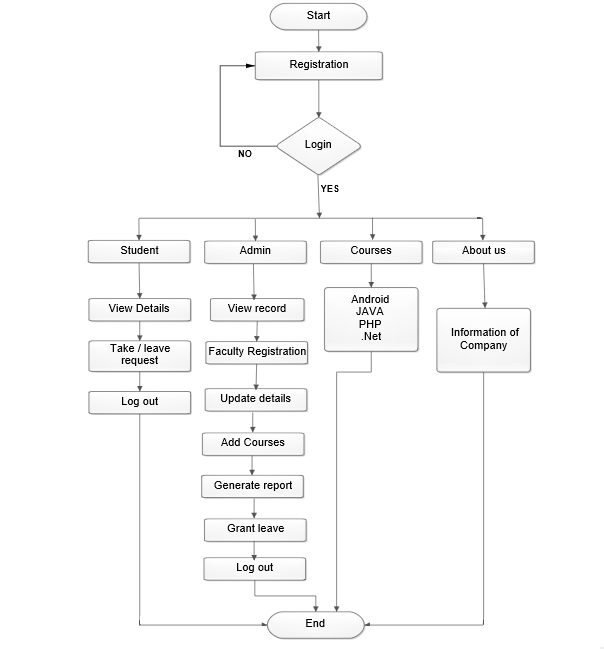 Start
Registration
Login
NO
YES
Student
Admin
Courses
About us
View Details
View record
Android
JAVA
PHP
.Net
Information of
Company
Take / leave
request
Faculty Registration
Log out
Update details
Add Courses
Generate report
Grant leave
Log out
End